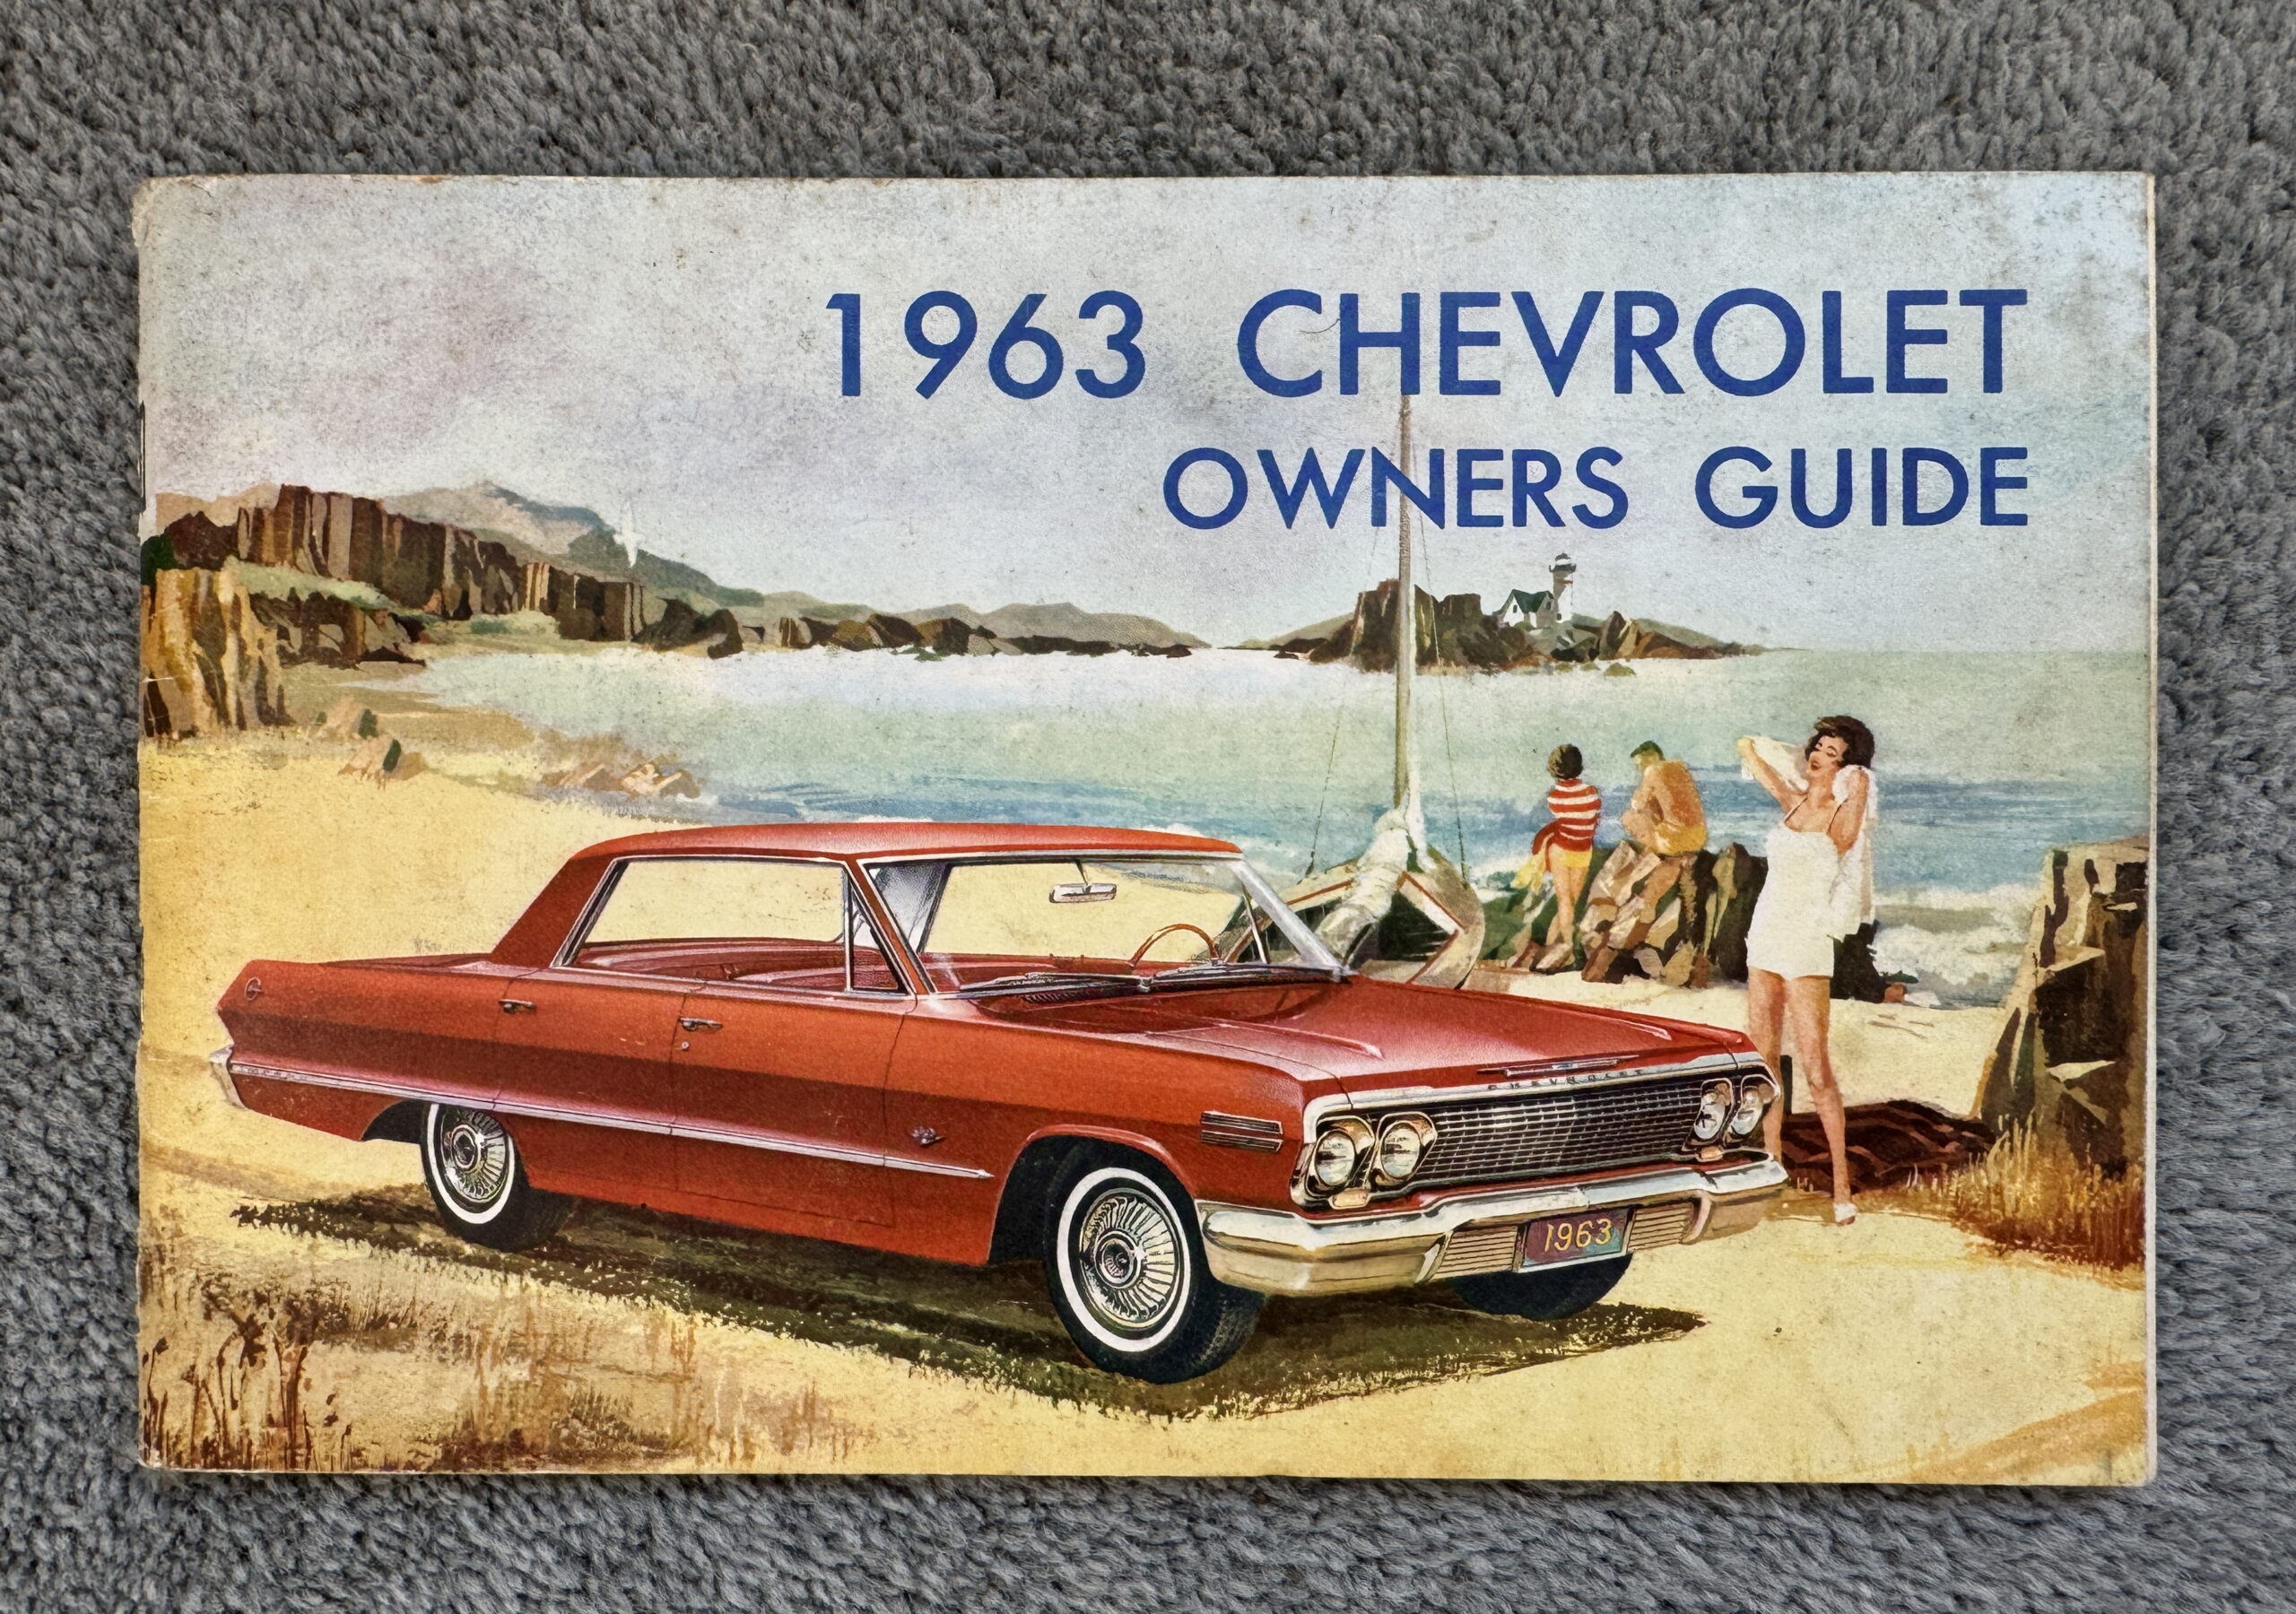 1963 CHEVROLET
OWNERS GUIDE
CHEVROLET
1963